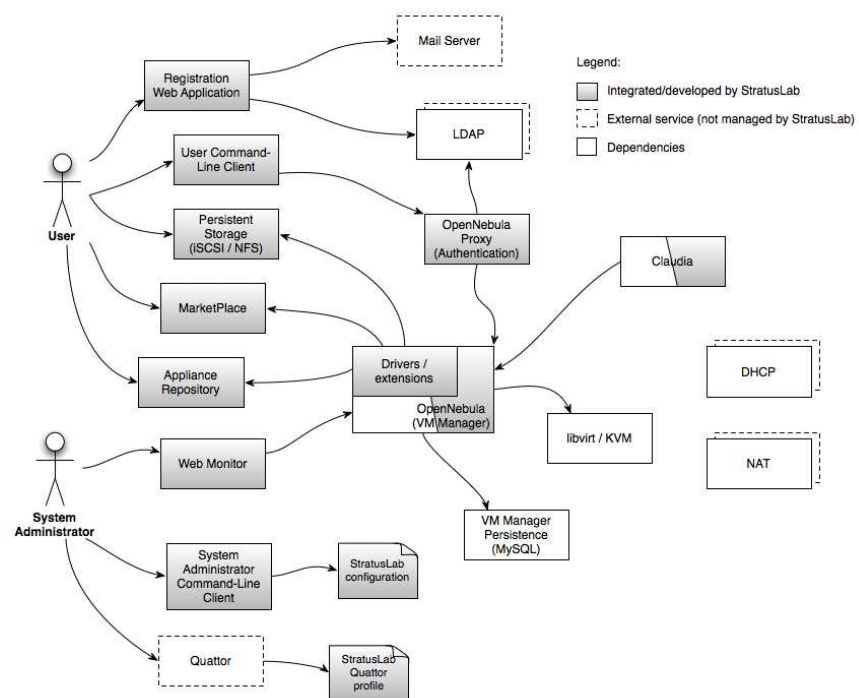 Mail Server
Legend:
Registration
Web Application
Integrated/developed by StratusLab
External service (not managed by StratusLab)
LDAP
Dependencies
User Command-
Line Client
User
Persistent
Storage
(iSCSI / NFS)
OpenNebula
Proxy
(Authentication)
Claudia
MarketPlace
Drivers /
extensions
Appliance
Repository
DHCP
OpenNebula
(VM Manager)
libvirt / KVM
Web Monitor
NAT
System
Administrator
VM Manager
Persistence
(MySQL)
System
Administrator
Command-Line
Client
StratusLab
configuration
Quattor
StratusLab
Quattor
profile